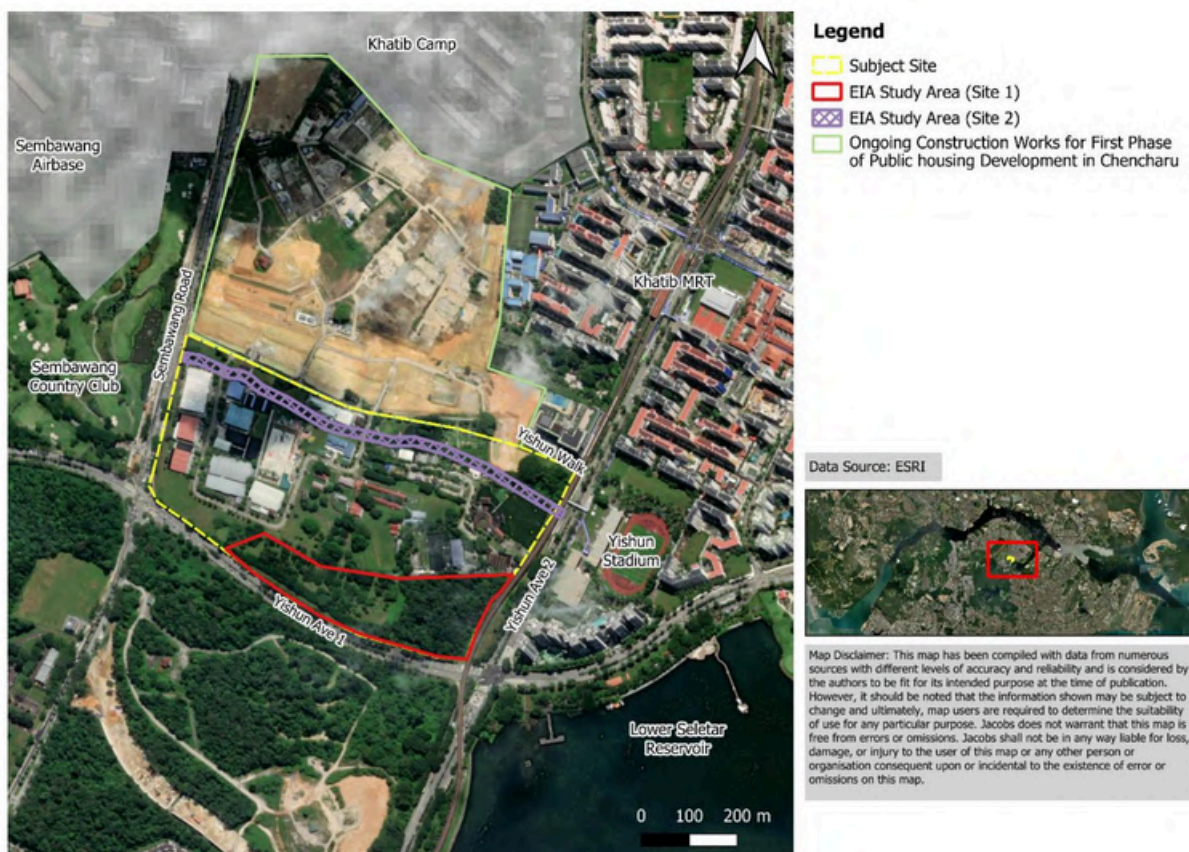 Khatib Camp
Sembawang
Airbase
Sembawang Road
Khatib MRT
Sembawang
Country Club
Yishun Walk
Yishun
Stadium
Yishun Ave 2
Yishun Ave 1
Lower Seletar
Reservoir
0 100 200 m
Legend
Subject Site
EIA Study Area (Site 1)
EIA Study Area (Site 2)
Ongoing Construction Works for First Phase
of Public housing Development in Chencharu
Data Source: ESRI
Map Disclaimer: This map has been compiled with data from numerous
sources with different levels of accuracy and reliability and is considered by
the authors to be fit for its intended purpose at the time of publication.
However, it should be noted that the information shown may be subject to
change and ultimately, map users are required to determine the suitability
of use for any particular purpose. Jacobs does not warrant that this map is
free from errors or omissions. Jacobs shall not be in any way liable for loss,
damage, or injury to the user of this map or any other person or
organisation consequent upon or incidental to the existence of error or
omissions on this map.